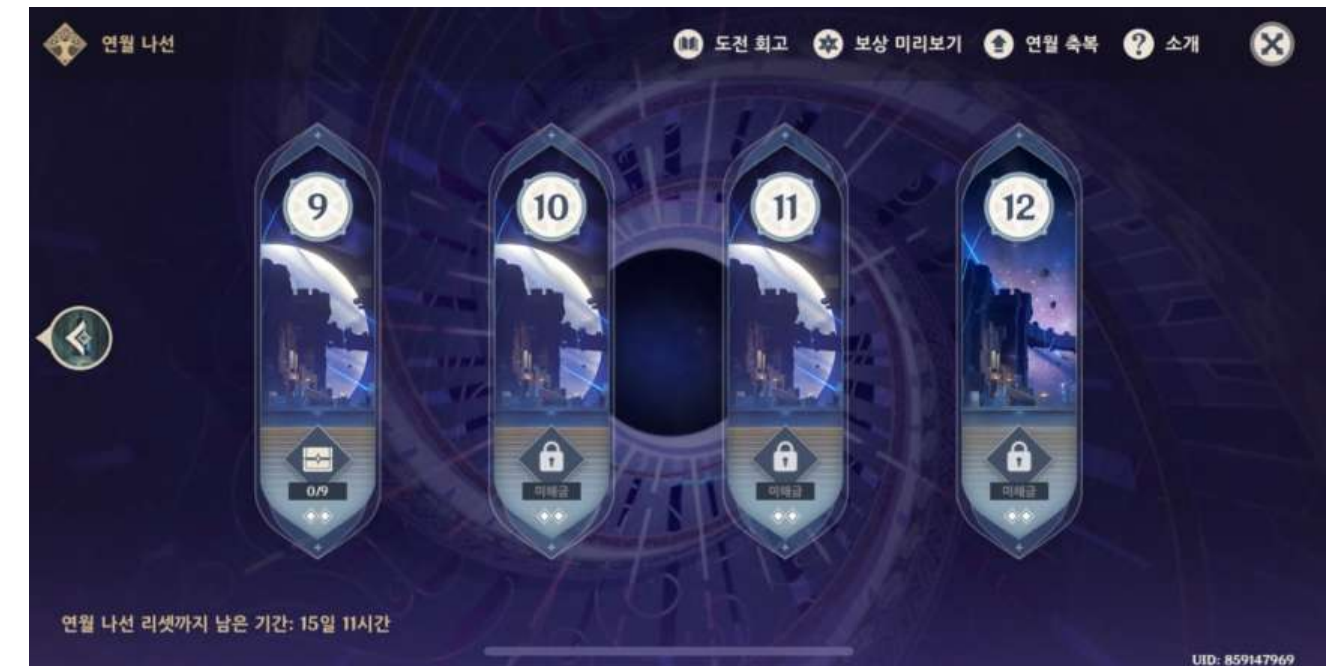 연월 나선
도전 회고
보상 미리보기
연월 축복
? 소개
9
10
11
12
0/9
미해금
미해금
미해금
연월 나선 리셋까지 남은 기간: 15일 11시간
UID: 859147969